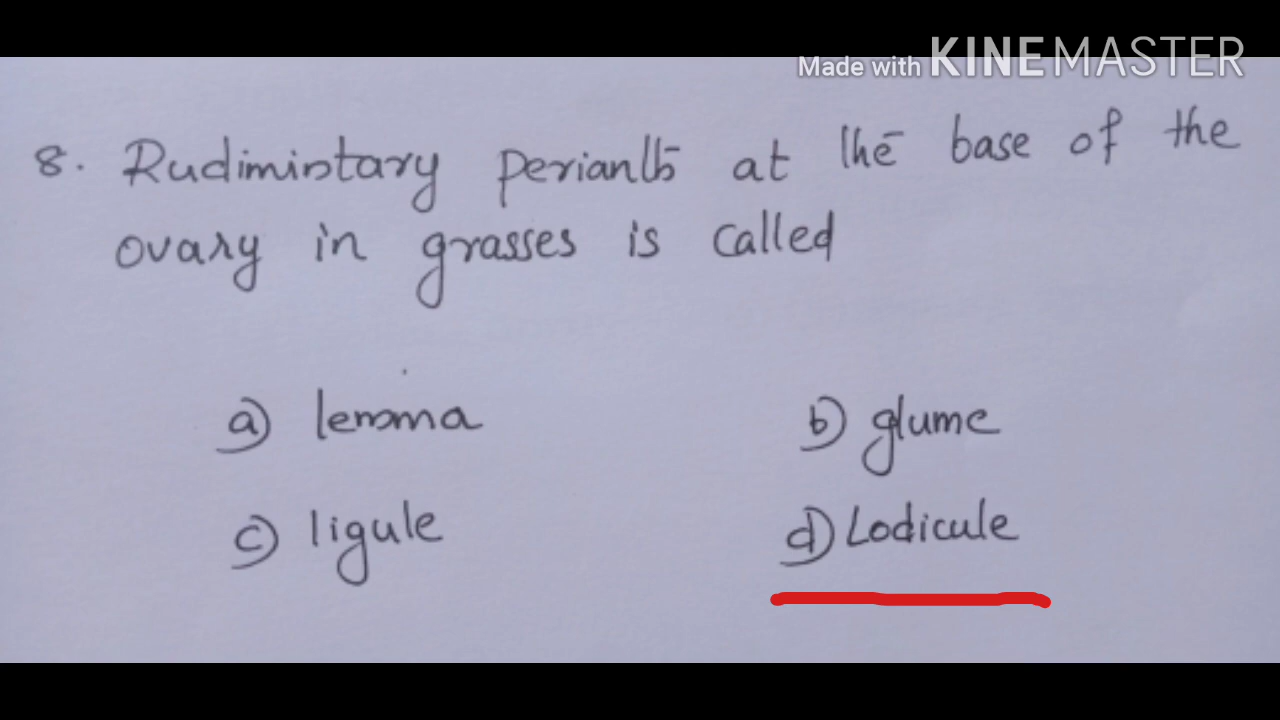 Made with KINEMASTER
8. Rudimintary perianth at the base of the
ovary in grasses is called
a) lemma
b) glume
c) ligule
d) Lodicule